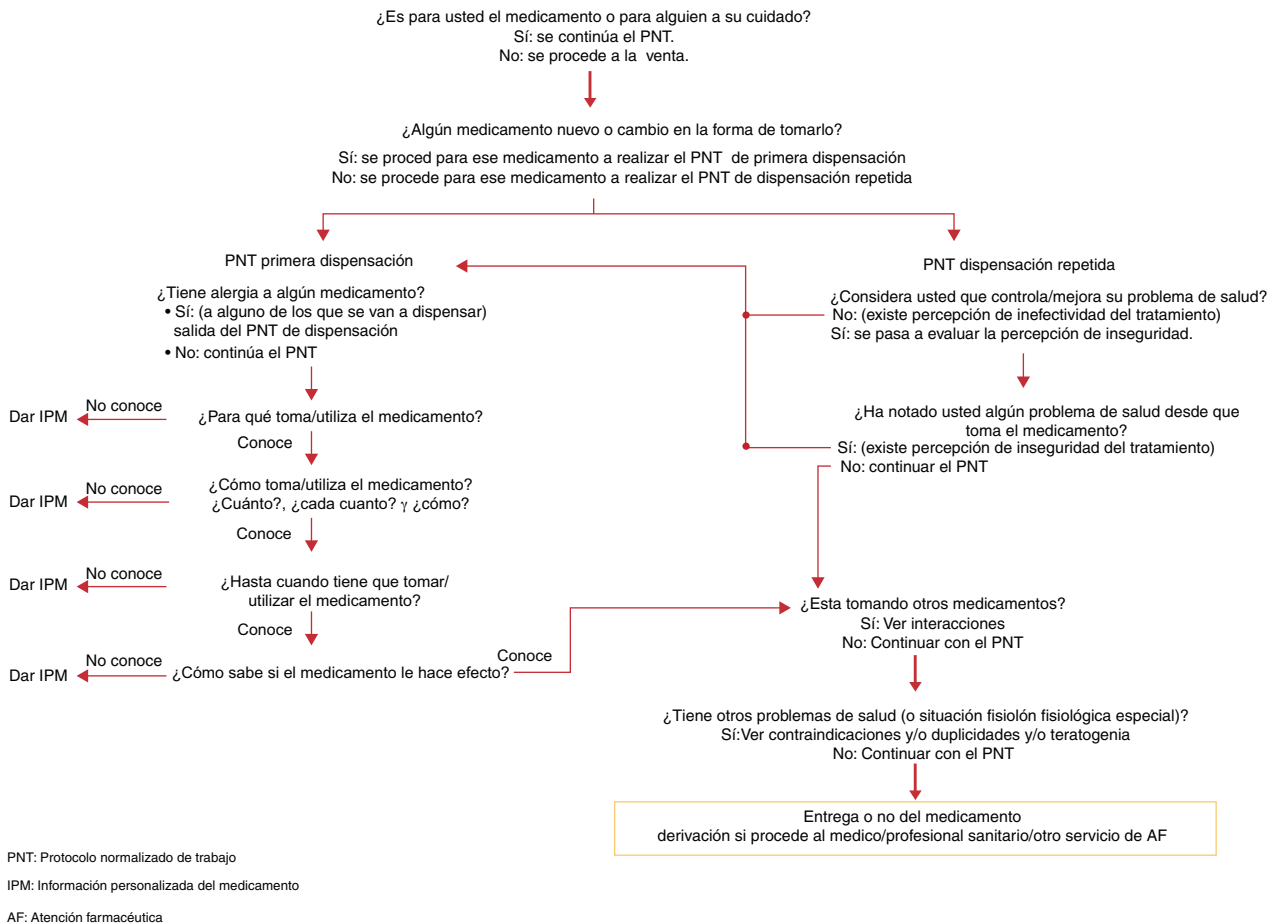 ¿Es para usted el medicamento o para alguien a su cuidado?
Sí: se continúa el PNT.
No: se procede a la venta.
¿Algún medicamento nuevo o cambio en la forma de tomarlo?
Sí: se proced para ese medicamento a realizar el PNT de primera dispensación
No: se procede para ese medicamento a realizar el PNT de dispensación repetida
PNT primera dispensación
¿Tiene alergia a algún medicamento?
• Sí: (a alguno de los que se van a dispensar)
salida del PNT de dispensación
• No: continúa el PNT
Dar IPM
No conoce
¿Para qué toma/utiliza el medicamento?
Conoce
Dar IPM
No conoce
¿Cómo toma/utiliza el medicamento?
¿Cuánto?, ¿cada cuanto? γ ¿cómo?
Conoce
Dar IPM
No conoce
¿Hasta cuando tiene que tomar/
utilizar el medicamento?
Conoce
Dar IPM
No conoce
¿Cómo sabe si el medicamento le hace efecto?
Conoce
PNT dispensación repetida
¿Considera usted que controla/mejora su problema de salud?
No: (existe percepción de inefectividad del tratamiento)
Sí: se pasa a evaluar la percepción de inseguridad.
¿Ha notado usted algún problema de salud desde que
toma el medicamento?
Sí: (existe percepción de inseguridad del tratamiento)
No: continuar el PNT
¿Esta tomando otros medicamentos?
Sí: Ver interacciones
No: Continuar con el PNT
¿Tiene otros problemas de salud (o situación fisiolón fisiológica especial)?
Sí:Ver contraindicaciones y/o duplicidades y/o teratogenia
No: Continuar con el PNT
Entrega o no del medicamento
derivación si procede al medico/profesional sanitario/otro servicio de AF
PNT: Protocolo normalizado de trabajo
IPM: Información personalizada del medicamento
AF: Atención farmacéutica